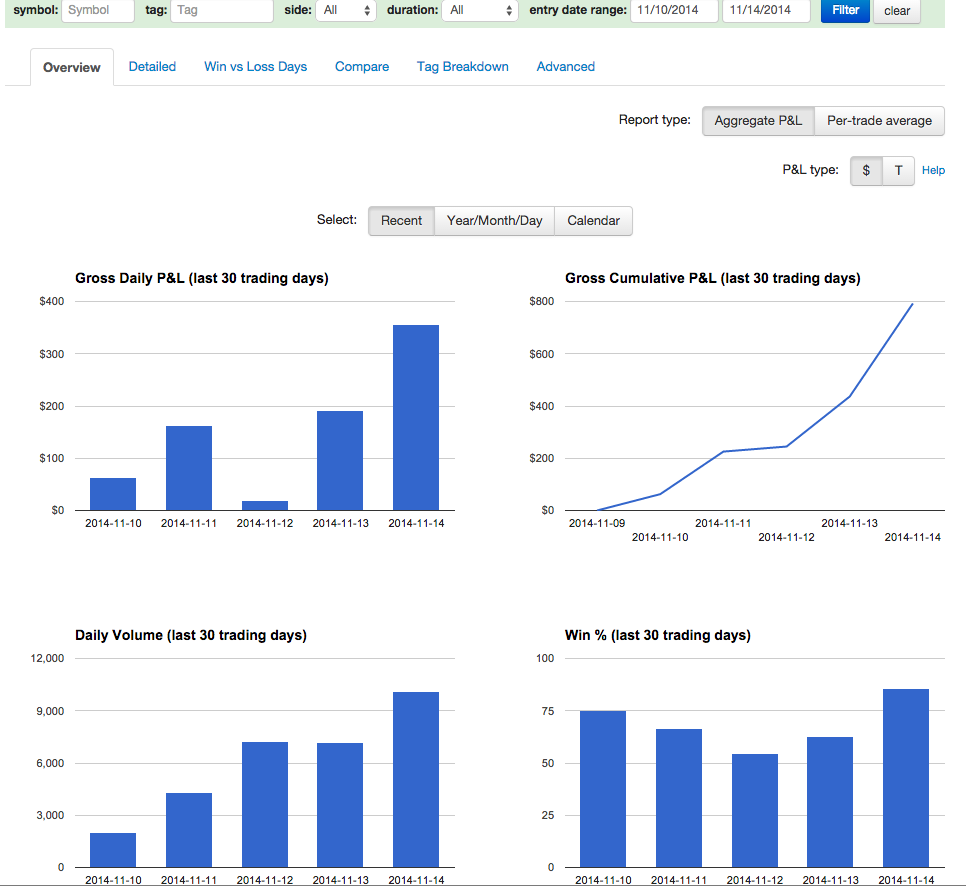 symbol: Symbol tag: Tag side: All duration: All entry date range: 11/10/2014 11/14/2014 Filter clear
Overview Detailed Win vs Loss Days Compare Tag Breakdown Advanced
Report type: Aggregate P&L Per-trade average
P&L type: $ T Help
Select: Recent Year/Month/Day Calendar
Gross Daily P&L (last 30 trading days)
$400
$300
$200
$100
$0
2014-11-10 2014-11-11 2014-11-12 2014-11-13 2014-11-14
Gross Cumulative P&L (last 30 trading days)
$800
$600
$400
$200
$0
2014-11-09 2014-11-11 2014-11-13
2014-11-10 2014-11-12 2014-11-14
Daily Volume (last 30 trading days)
12,000
9,000
6,000
3,000
0
2014-11-10 2014-11-11 2014-11-12 2014-11-13 2014-11-14
Win % (last 30 trading days)
100
75
50
25
0
2014-11-10 2014-11-11 2014-11-12 2014-11-13 2014-11-14